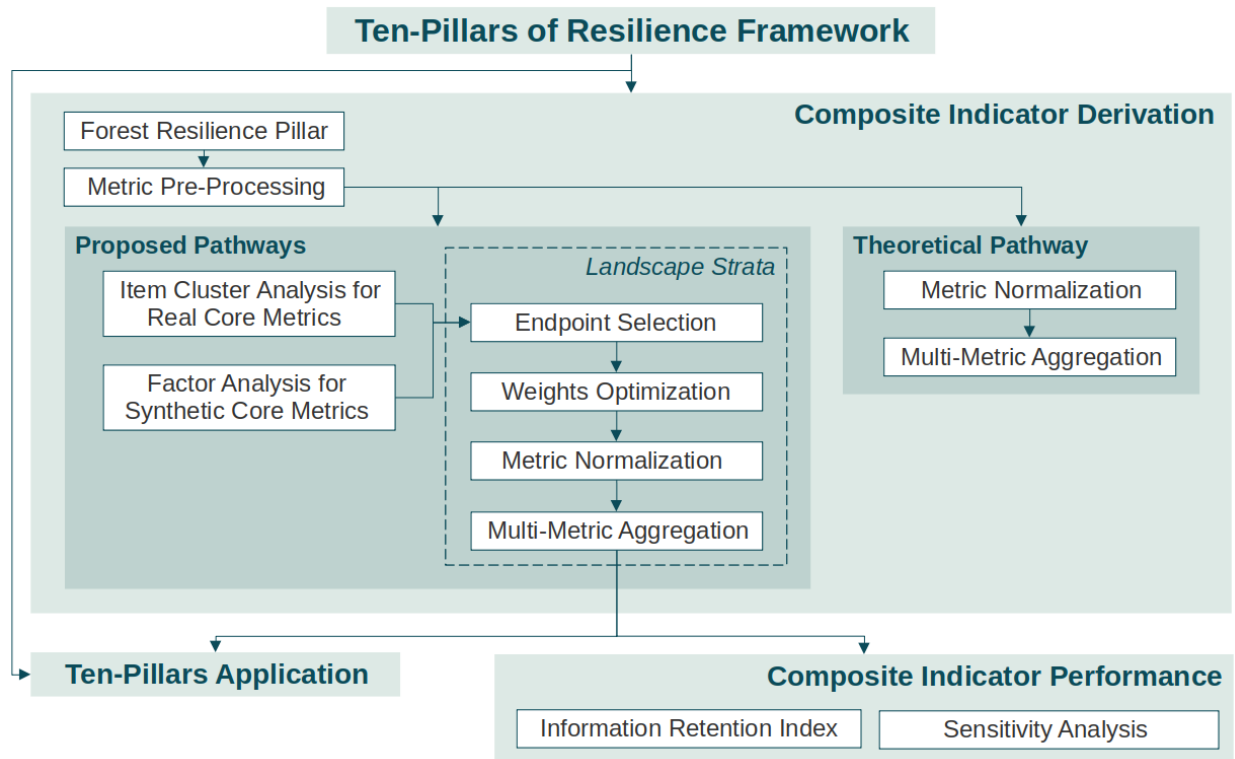 Ten-Pillars of Resilience Framework
Composite Indicator Derivation
Forest Resilience Pillar
Metric Pre-Processing
Proposed Pathways
Landscape Strata
Item Cluster Analysis for
Real Core Metrics
Factor Analysis for
Synthetic Core Metrics
Endpoint Selection
Weights Optimization
Metric Normalization
Multi-Metric Aggregation
Theoretical Pathway
Metric Normalization
Multi-Metric Aggregation
Ten-Pillars Application
Composite Indicator Performance
Information Retention Index
Sensitivity Analysis